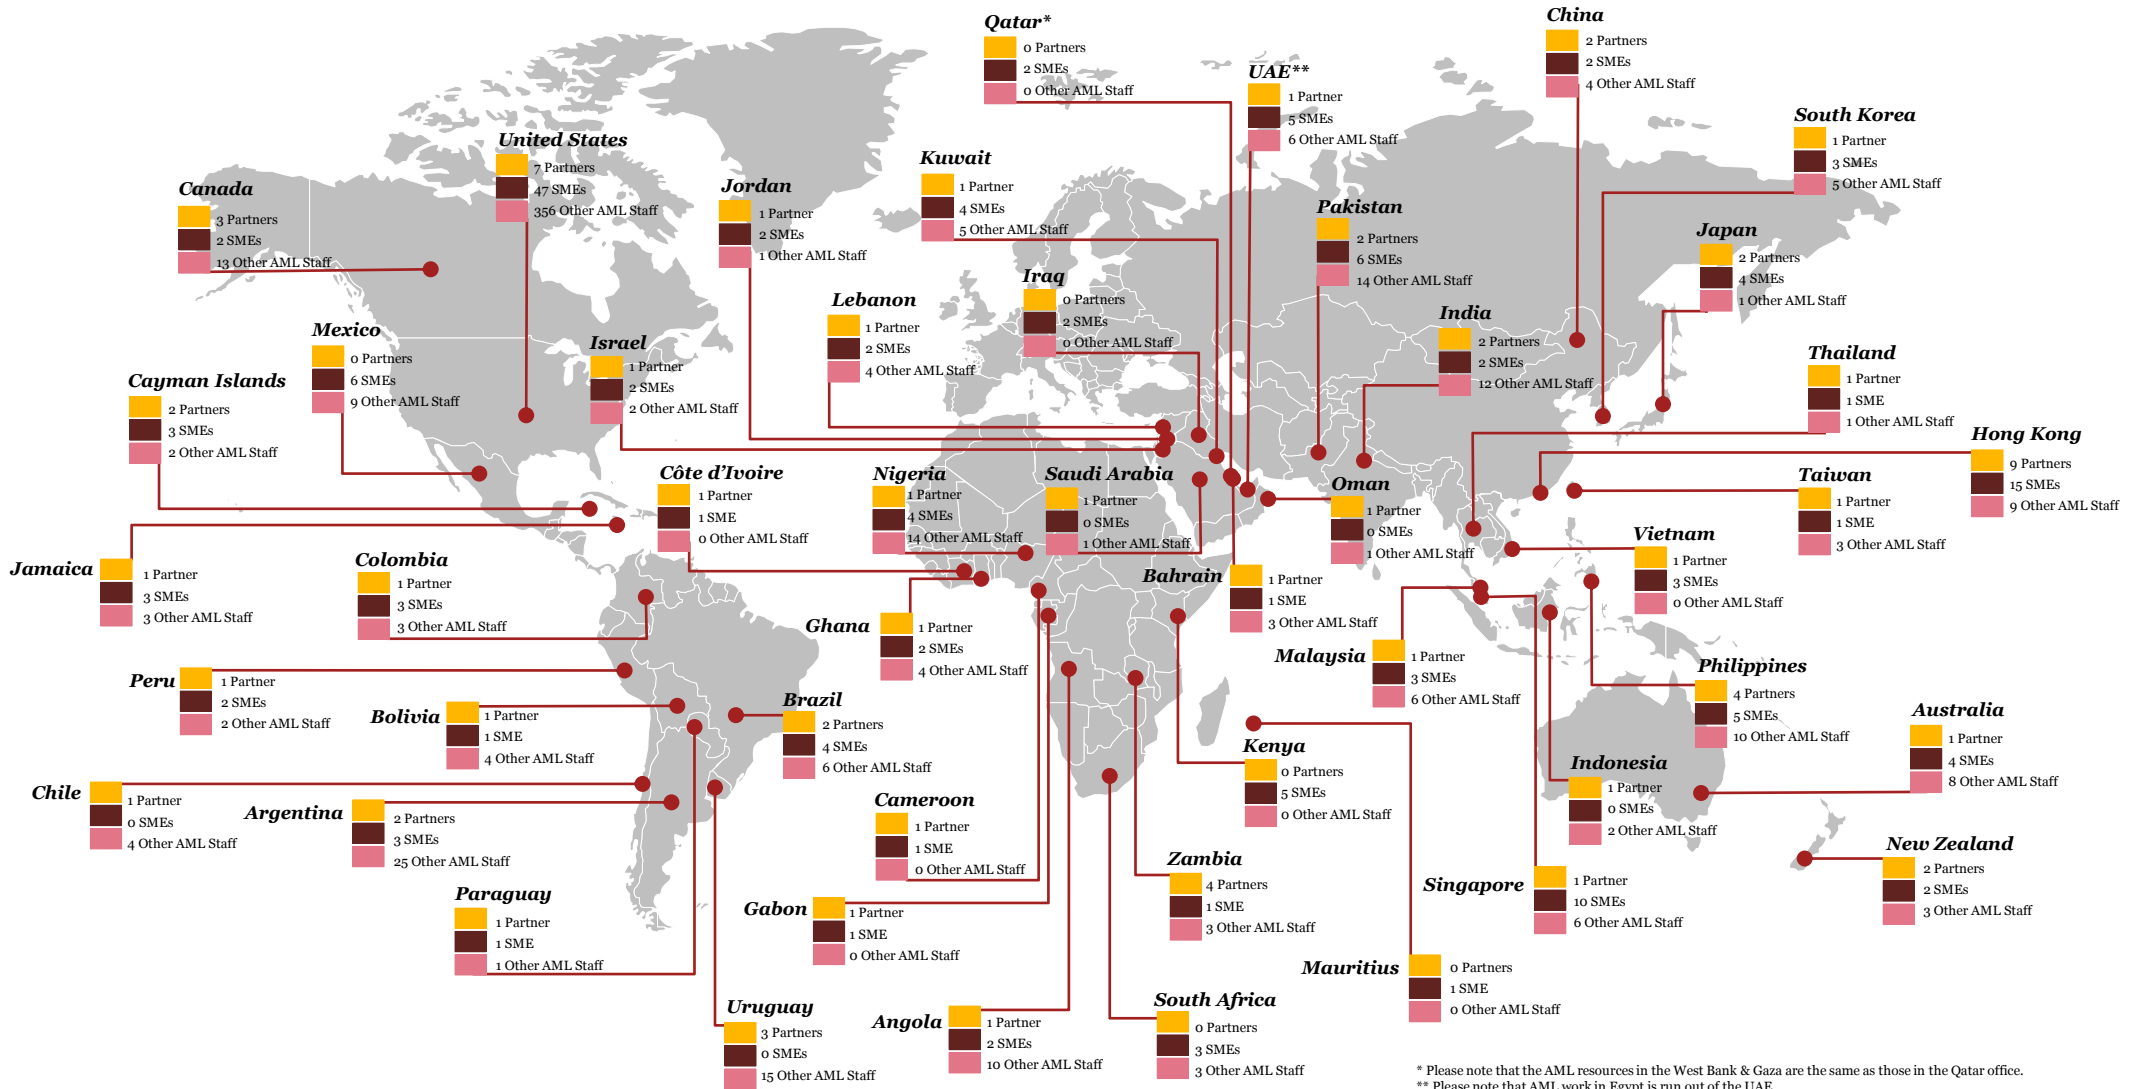 Qatar*
0 Partners
2 SMEs
0 Other AML Staff
China
2 Partners
2 SMEs
4 Other AML Staff
UAE**
1 Partner
5 SMEs
6 Other AML Staff
South Korea
1 Partner
3 SMEs
5 Other AML Staff
United States
7 Partners
47 SMEs
356 Other AML Staff
Kuwait
1 Partner
4 SMEs
5 Other AML Staff
Canada
3 Partners
2 SMEs
13 Other AML Staff
Jordan
1 Partner
2 SMEs
1 Other AML Staff
Pakistan
2 Partners
6 SMEs
14 Other AML Staff
Japan
2 Partners
4 SMEs
1 Other AML Staff
Iraq
0 Partners
2 SMEs
0 Other AML Staff
Lebanon
1 Partner
2 SMEs
4 Other AML Staff
India
2 Partners
2 SMEs
12 Other AML Staff
Mexico
0 Partners
6 SMEs
9 Other AML Staff
Israel
1 Partner
2 SMEs
2 Other AML Staff
Thailand
1 Partner
1 SME
1 Other AML Staff
Cayman Islands
2 Partners
3 SMEs
2 Other AML Staff
Hong Kong
9 Partners
15 SMEs
9 Other AML Staff
Côte d'Ivoire
1 Partner
1 SME
0 Other AML Staff
Nigeria
1 Partner
4 SMEs
14 Other AML Staff
Saudi Arabia
1 Partner
0 SMEs
1 Other AML Staff
Oman
1 Partner
0 SMEs
1 Other AML Staff
Taiwan
1 Partner
1 SME
3 Other AML Staff
Vietnam
1 Partner
3 SMEs
0 Other AML Staff
Jamaica
1 Partner
3 SMEs
3 Other AML Staff
Colombia
1 Partner
3 SMEs
3 Other AML Staff
Bahrain
1 Partner
1 SME
3 Other AML Staff
Ghana
1 Partner
2 SMEs
4 Other AML Staff
Malaysia
1 Partner
3 SMEs
6 Other AML Staff
Philippines
4 Partners
5 SMEs
10 Other AML Staff
Peru
1 Partner
2 SMEs
2 Other AML Staff
Bolivia
1 Partner
1 SME
4 Other AML Staff
Brazil
2 Partners
4 SMEs
6 Other AML Staff
Australia
1 Partner
4 SMEs
8 Other AML Staff
Kenya
0 Partners
5 SMEs
0 Other AML Staff
Indonesia
1 Partner
0 SMEs
2 Other AML Staff
Chile
1 Partner
0 SMEs
4 Other AML Staff
Argentina
2 Partners
3 SMEs
25 Other AML Staff
Cameroon
1 Partner
1 SME
0 Other AML Staff
Zambia
4 Partners
1 SME
3 Other AML Staff
New Zealand
2 Partners
2 SMEs
3 Other AML Staff
Singapore
1 Partner
10 SMEs
6 Other AML Staff
Paraguay
1 Partner
1 SME
1 Other AML Staff
Gabon
1 Partner
1 SME
0 Other AML Staff
Mauritius
0 Partners
1 SME
0 Other AML Staff
Uruguay
3 Partners
0 SMEs
15 Other AML Staff
Angola
1 Partner
2 SMEs
10 Other AML Staff
South Africa
0 Partners
3 SMEs
3 Other AML Staff
* Please note that the AML resources in the West Bank & Gaza are the same as those in the Qatar office.
** Please note that AML work in Egypt is run out of the UAE